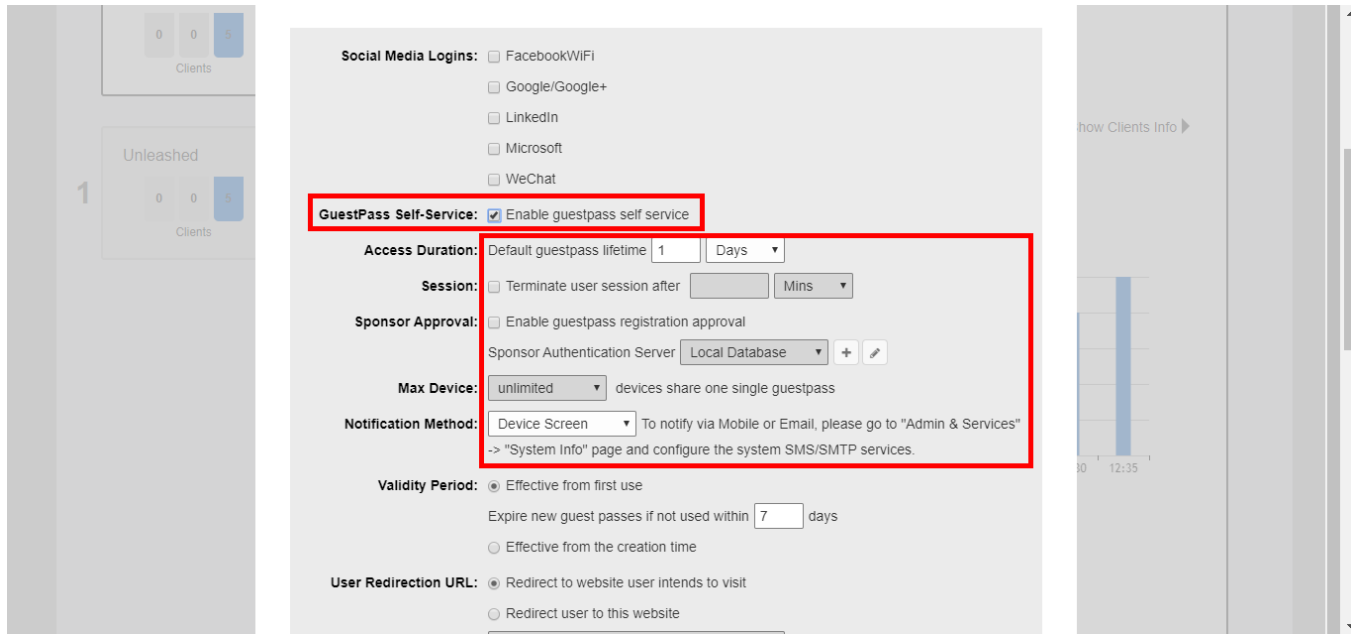 0 0 5
Clients
Social Media Logins: FacebookWiFi
Google/Google+
LinkedIn
Show Clients Info
Microsoft
Unleashed
WeChat
1
0 0 5
GuestPass Self-Service: Enable guestpass self service
Clients
Access Duration: Default guestpass lifetime 1 Days
Session: Terminate user session after Mins
Sponsor Approval: Enable guestpass registration approval
Sponsor Authentication Server Local Database +
Max Device: unlimited devices share one single guestpass
Notification Method: Device Screen To notify via Mobile or Email, please go to "Admin & Services"
-> "System Info" page and configure the system SMS/SMTP services.
12:35
Validity Period: Effective from first use
Expire new guest passes if not used within 7 days
Effective from the creation time
User Redirection URL: Redirect to website user intends to visit
Redirect user to this website